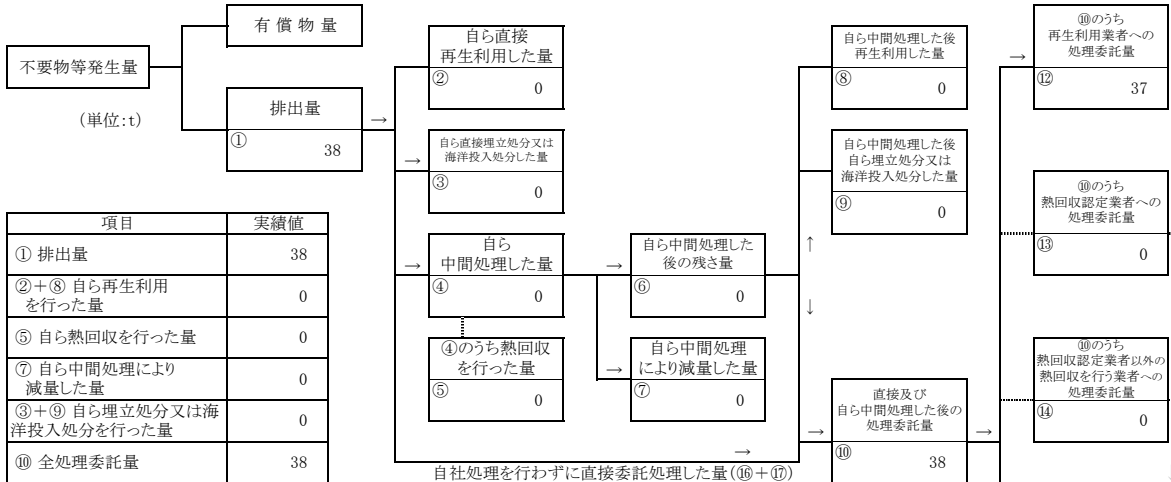 有 償 物 量
不要物等発生量
(単位:t)
排出量
①
38
→
自ら直接
再生利用した量
②
0
→
自ら直接埋立処分又は
海洋投入処分した量
③
0
→
自ら
中間処理した量
④
0
④のうち熱回収
を行った量
⑤
0
→
自ら中間処理した
後の残さ量
⑥
0
→
自ら中間処理
により減量した量
⑦
0
自ら中間処理した後
再生利用した量
⑧
0
自ら中間処理した後
自ら埋立処分又は
海洋投入処分した量
⑨
0
↑
↓
→
直接及び
自ら中間処理した後の
処理委託量
⑩
38
→
→
自社処理を行わずに直接委託処理した量(⑯+⑰)
→
⑩のうち
再生利用業者への
処理委託量
⑫
37
⑩のうち
熱回収認定業者への
処理委託量
⑬
0
⑩のうち
熱回収認定業者以外の
熱回収を行う業者への
処理委託量
⑭
0
項目 実績値
① 排出量 38
②+⑧ 自ら再生利用
を行った量 0
⑤ 自ら熱回収を行った量 0
⑦ 自ら中間処理により
減量した量 0
③+⑨ 自ら埋立処分又は海
洋投入処分を行った量 0
⑩ 全処理委託量 38